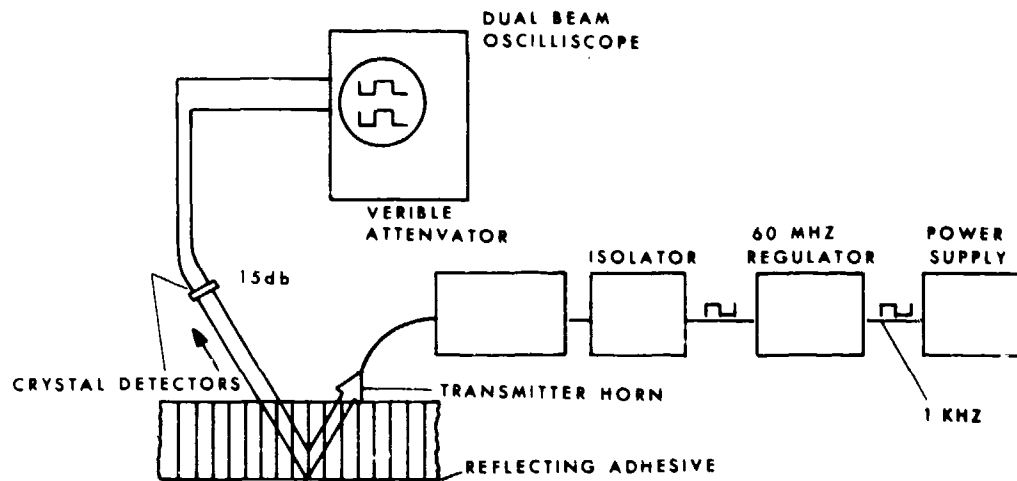 DUAL BEAM
OSCILLISCOPE
VERIBLE
ATTENVATOR
15db
ISOLATOR
60 MHZ
REGULATOR
POWER
SUPPLY
CRYSTAL DETECTORS
TRANSMITTER HORN
1 KHZ
REFLECTING ADHESIVE